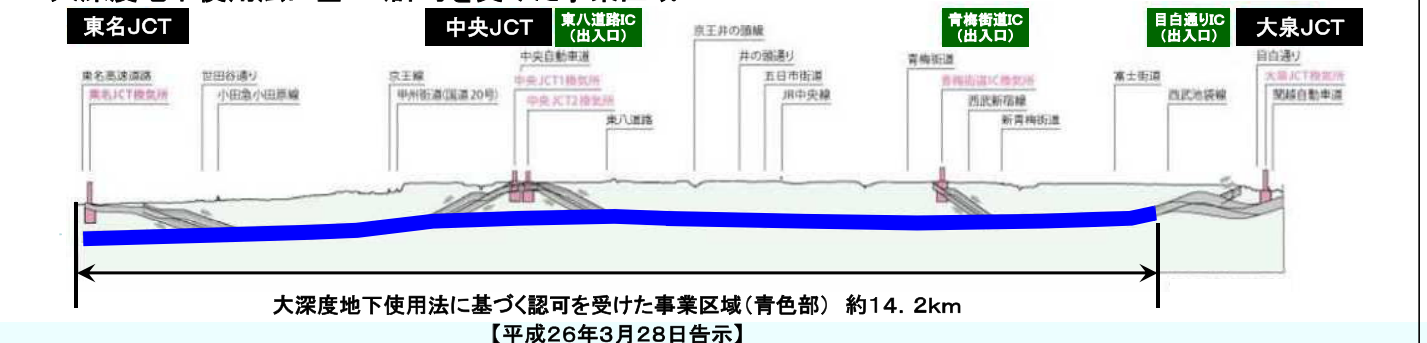 東名JCT
中央JCT
東八道路IC
（出入口）
青梅街道IC
（出入口）
目白通りIC
（出入口）
大泉JCT
東名高速道路
東名JCT換気所
世田谷通り
小田急小田原線
京王線
甲州街道(国道20号)
中央自動車道
中央JCT1換気所
中央JCT2換気所
東八道路
京王井の頭線
井の頭通り
五日市街道
JR中央線
青梅街道
青梅街道IC換気所
西武新宿線
新青梅街道
富士街道
西武池袋線
目白通り
大泉JCT換気所
関越自動車道
大深度地下使用法に基づく認可を受けた事業区域（青色部）　約１４．２ｋｍ
【平成２６年３月２８日告示】